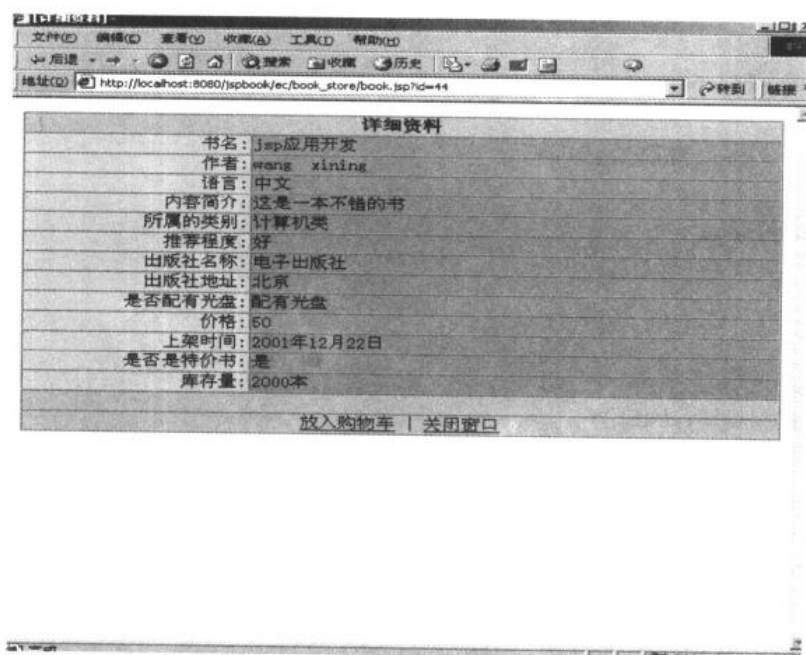 详细资料
文件(F) 编辑(E) 查看(V) 收藏(A) 工具(T) 帮助(H)
后退 搜索 收藏 历史
地址(D) http://localhost:8080/jspbook/ec/book_store/book.jsp?id=44 转到 链接
详细资料
书名: jsp应用开发
作者: wang xining
语言: 中文
内容简介: 这是一本不错的书
所属的类别: 计算机类
推荐程度: 好
出版社名称: 电子出版社
出版社地址: 北京
是否配有光盘: 配有光盘
价格: 50
上架时间: 2001年12月22日
是否是特价书: 是
库存量: 2000本
放入购物车 | 关闭窗口